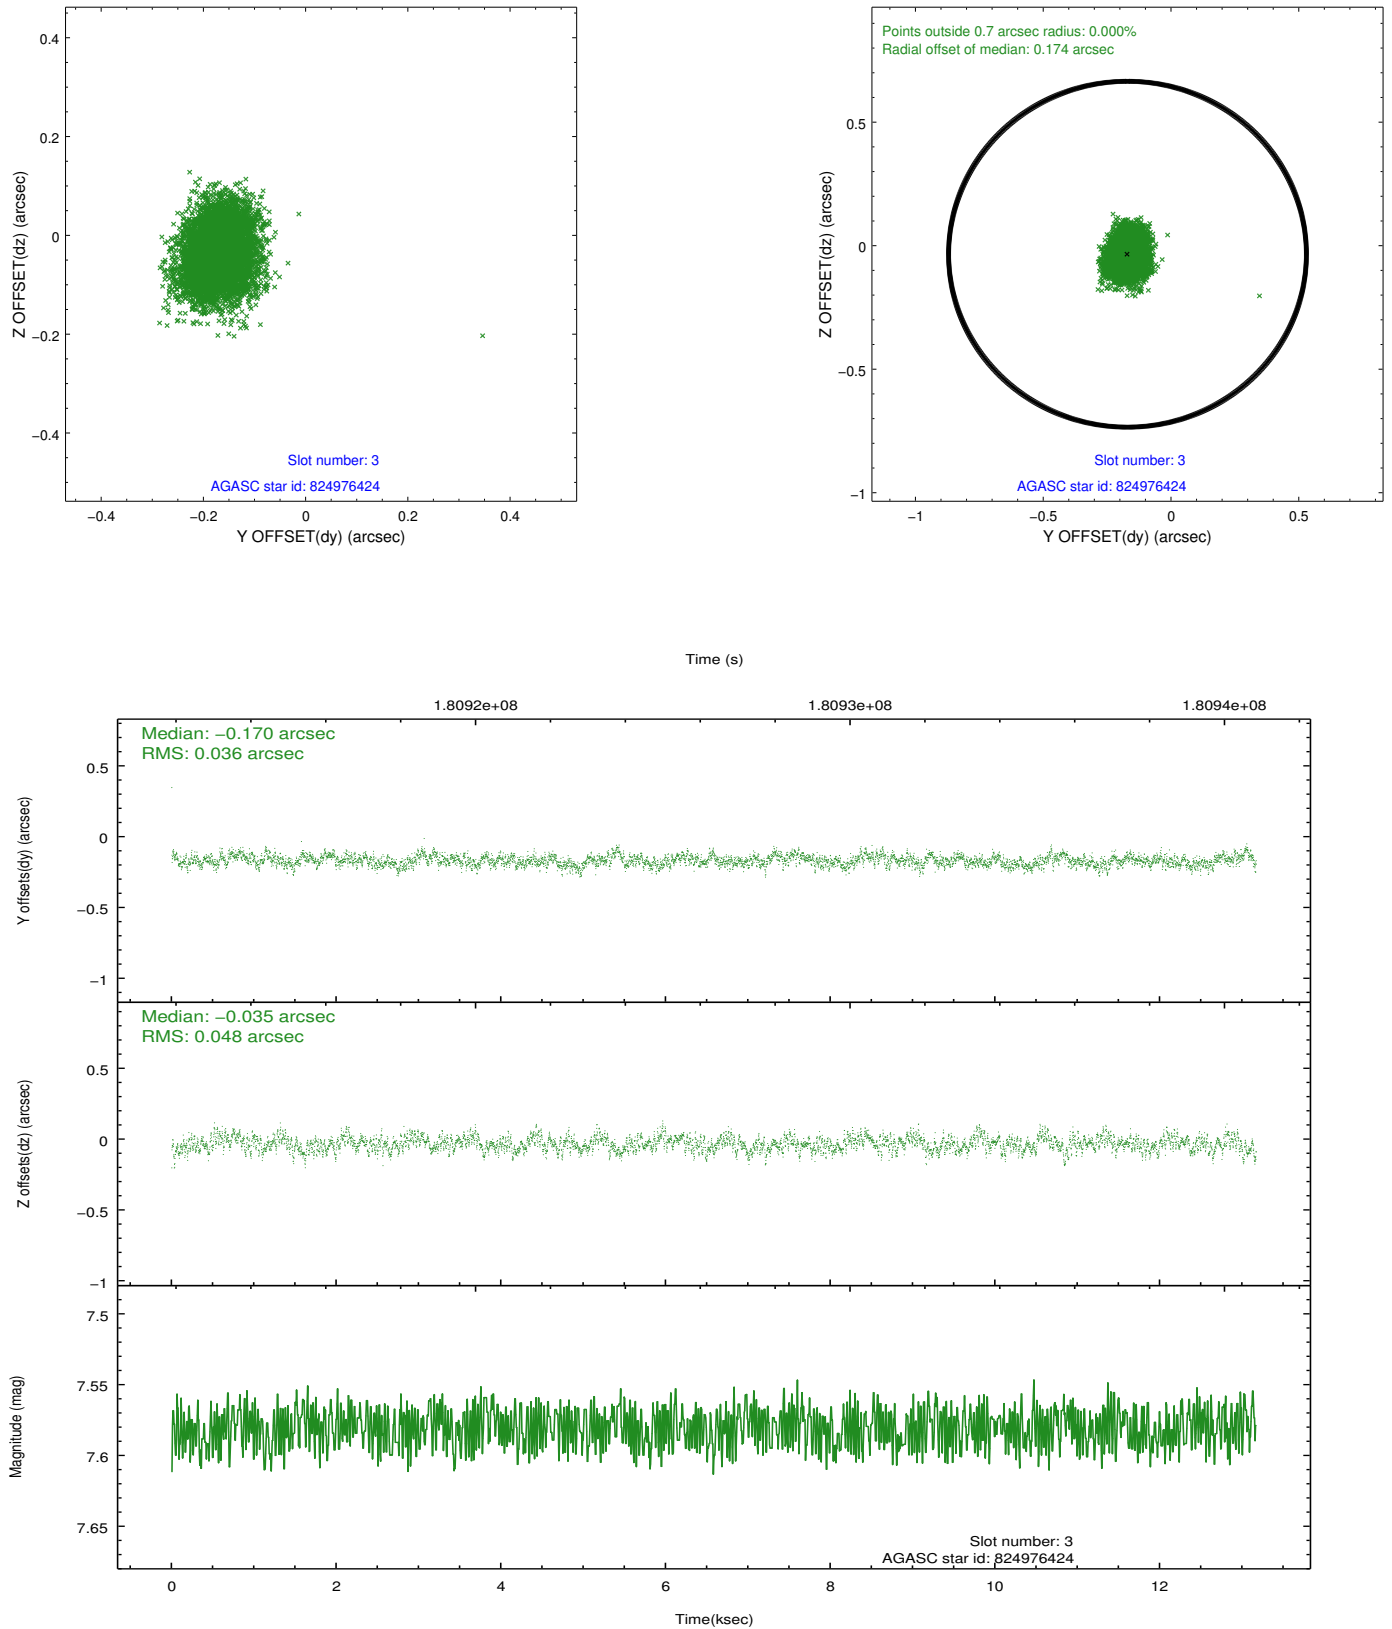 0.4
0.2
0
−0.2
−0.4
Z OFFSET(dz) (arcsec)
Slot number: 3
AGASC star id: 824976424
−0.4 −0.2 0 0.2 0.4
Y OFFSET(dy) (arcsec)
Points outside 0.7 arcsec radius: 0.000%
Radial offset of median: 0.174 arcsec
0.5
0
−0.5
−1
Z OFFSET(dz) (arcsec)
Slot number: 3
AGASC star id: 824976424
−1 −0.5 0 0.5
Y OFFSET(dy) (arcsec)
Time (s)
1.8092e+08 1.8093e+08 1.8094e+08
Median: −0.170 arcsec
RMS: 0.036 arcsec
0.5
0
−0.5
−1
Y offsets(dy) (arcsec)
Median: −0.035 arcsec
RMS: 0.048 arcsec
0.5
0
−0.5
−1
Z offsets(dz) (arcsec)
7.5
7.55
7.6
7.65
Magnitude (mag)
Slot number: 3
AGASC star id: 824976424
0 2 4 6 8 10 12
Time(ksec)